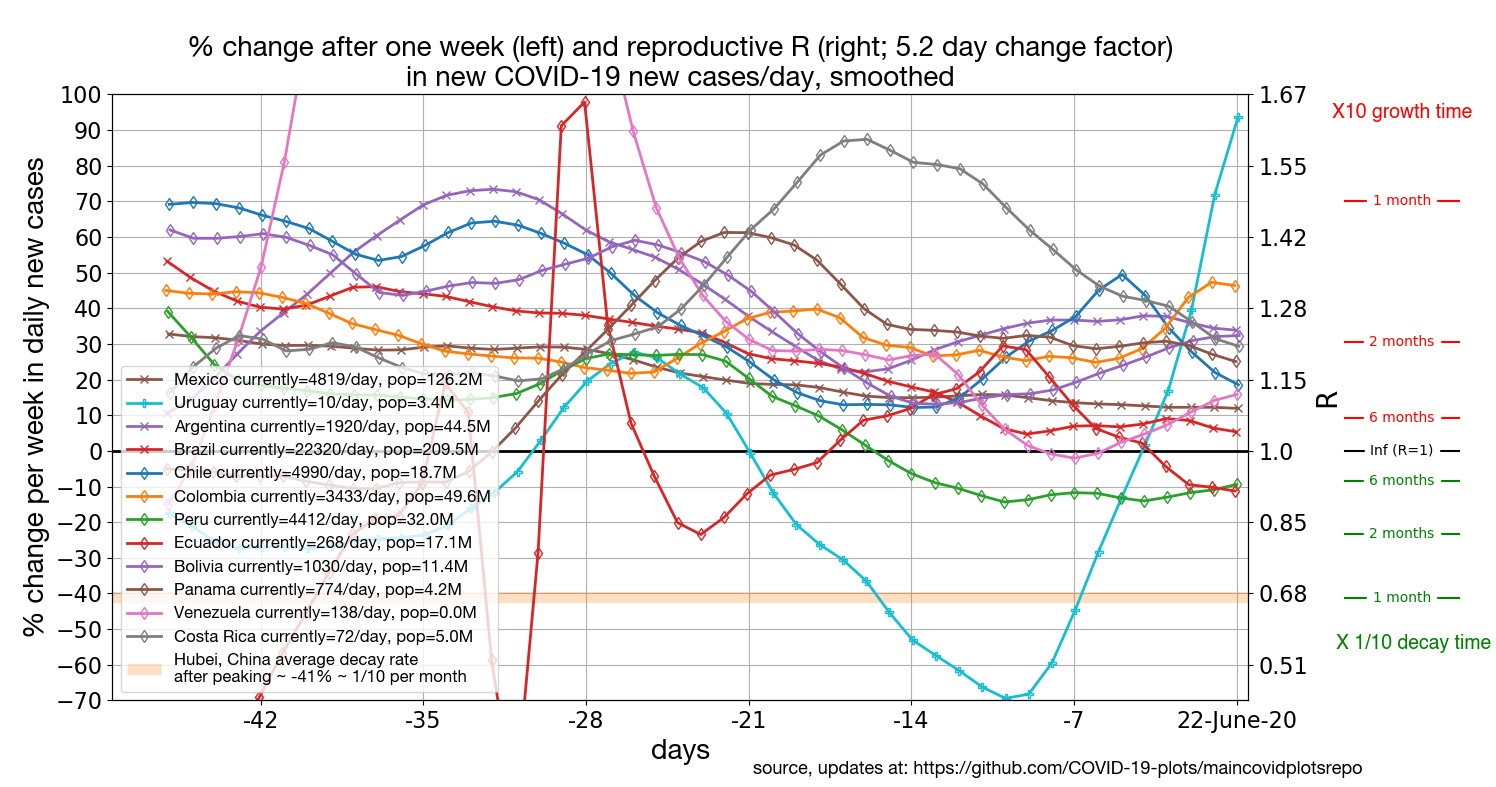 % change after one week (left) and reproductive R (right; 5.2 day change factor)
in new COVID-19 new cases/day, smoothed
% change per week in daily new cases
100
90
80
70
60
50
40
30
20
10
0
−10
−20
−30
−40
−50
−60
−70
Mexico currently=4819/day, pop=126.2M
Uruguay currently=10/day, pop=3.4M
Argentina currently=1920/day, pop=44.5M
Brazil currently=22320/day, pop=209.5M
Chile currently=4990/day, pop=18.7M
Colombia currently=3433/day, pop=49.6M
Peru currently=4412/day, pop=32.0M
Ecuador currently=268/day, pop=17.1M
Bolivia currently=1030/day, pop=11.4M
Panama currently=774/day, pop=4.2M
Venezuela currently=138/day, pop=0.0M
Costa Rica currently=72/day, pop=5.0M
Hubei, China average decay rate
after peaking ~ -41% ~ 1/10 per month
-42
-35
-28
-21
-14
-7
22-June-20
days
1.67
1.55
1.42
1.28
1.15
1.0
0.85
0.68
0.51
R
X10 growth time
1 month
2 months
6 months
Inf (R=1)
6 months
2 months
1 month
X 1/10 decay time
source, updates at: https://github.com/COVID-19-plots/maincovidplotsrepo